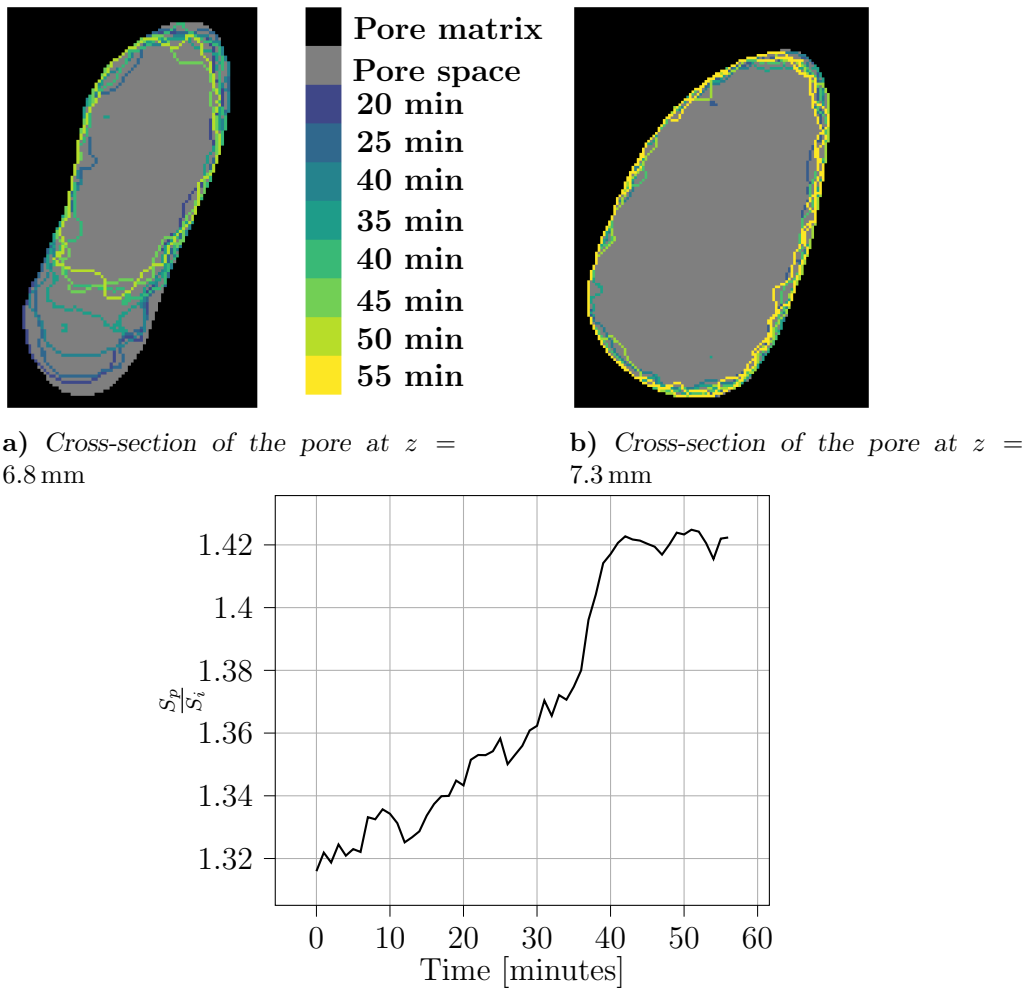 Pore matrix
Pore space
20 min
25 min
40 min
35 min
40 min
45 min
50 min
55 min
a) Cross-section of the pore at z =
6.8 mm
b) Cross-section of the pore at z =
7.3 mm
1.42
1.4
1.38
1.36
1.34
1.32
S_p/S_i
0 10 20 30 40 50 60
Time [minutes]